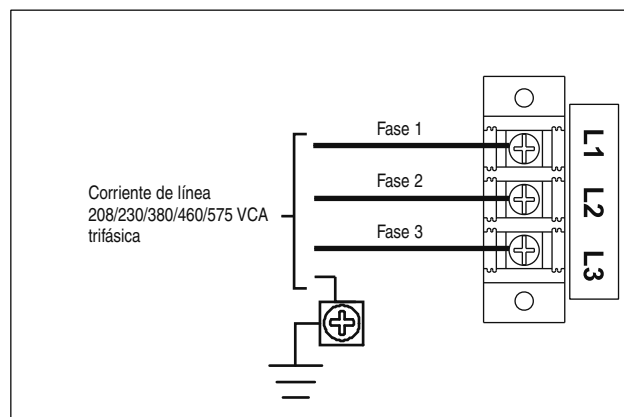 Fase 1
Fase 2
Fase 3
Corriente de línea
208/230/380/460/575 VCA
trifásica
L1
L2
L3